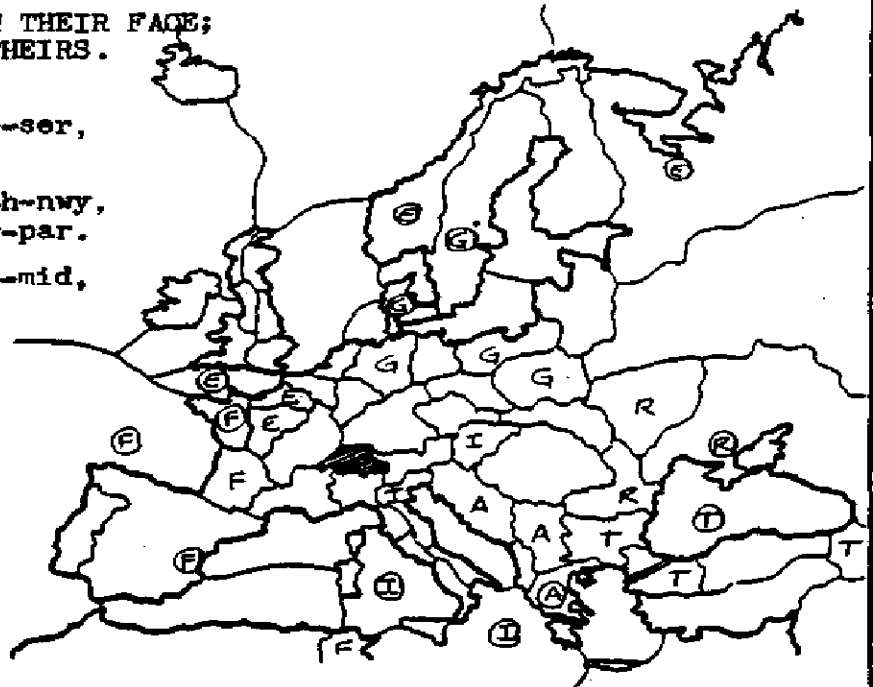 THEIR FACE;
THEIRS.
-ser,
h-nwy,
-par.
-mid,
E
E
G
G
G
G
G
E
E
F
E
R
F
I
R
F
I
A
R
T
A
T
F
T
I
A
I
F